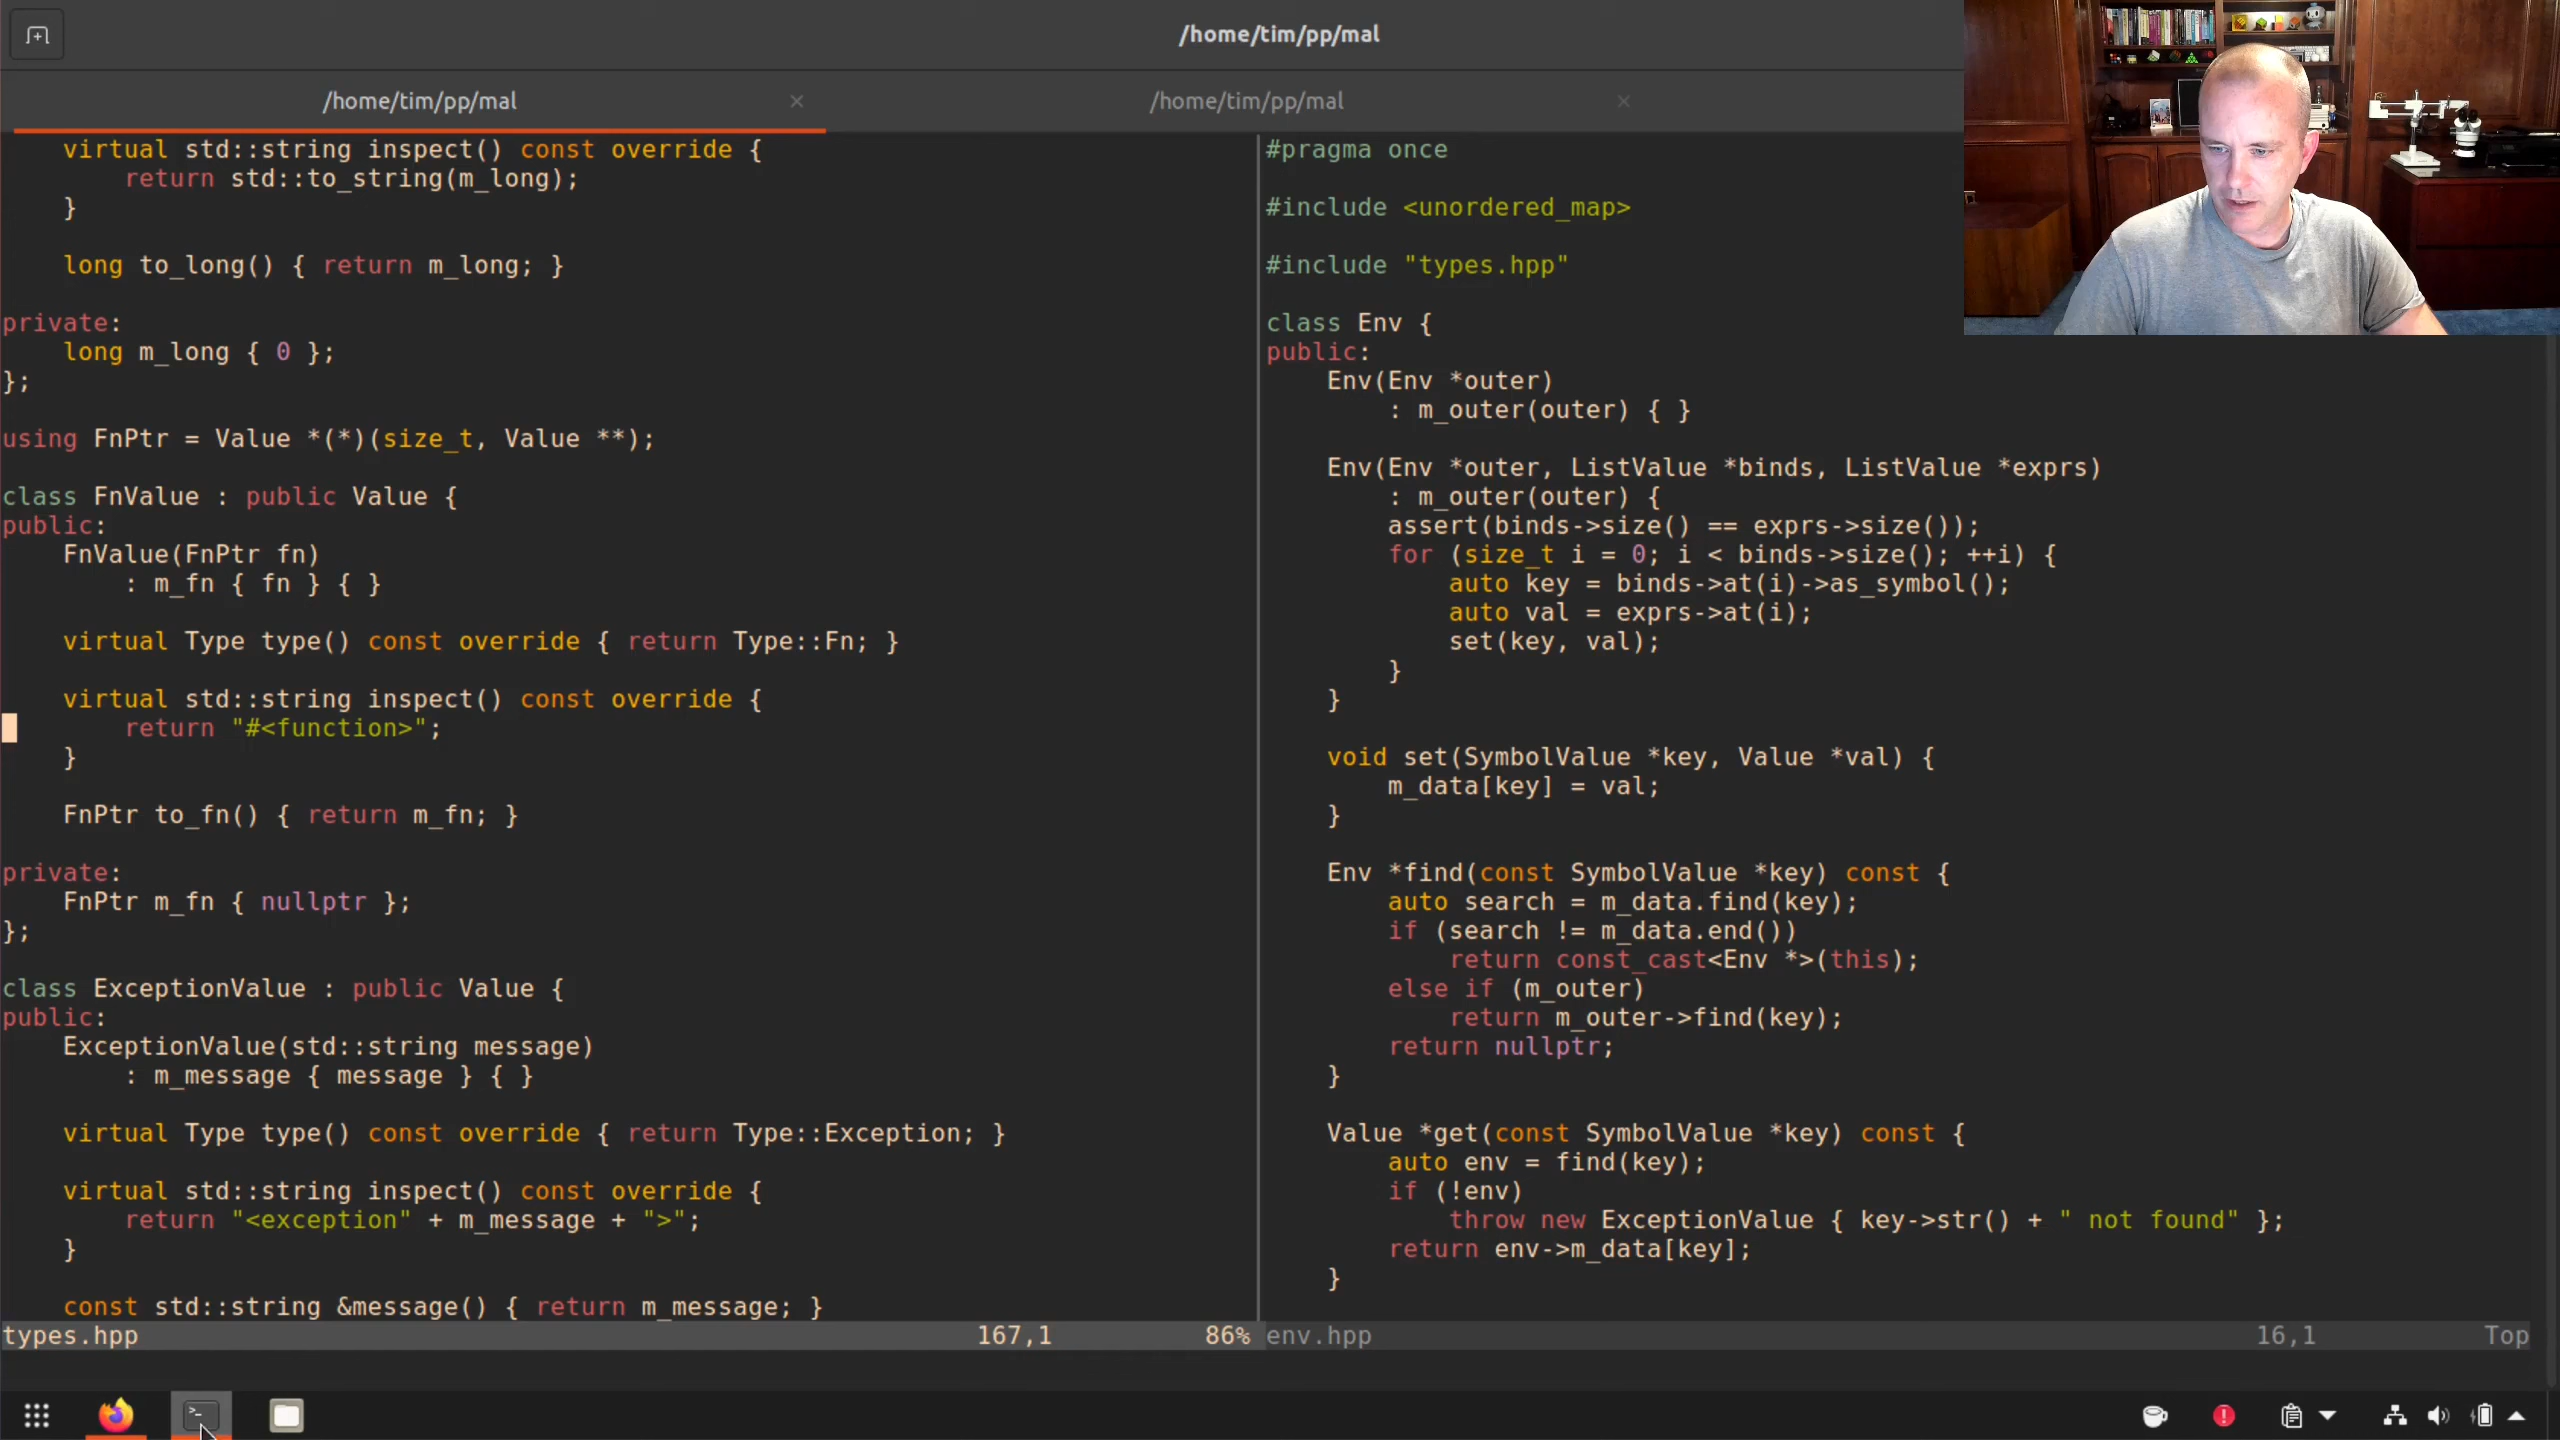 /home/tim/pp/mal
/home/tim/pp/mal ×
/home/tim/pp/mal ×
    virtual std::string inspect() const override {
        return std::to_string(m_long);
    }
    long to_long() { return m_long; }
private:
    long m_long { 0 };
};
using FnPtr = Value *(*)(size_t, Value **);
class FnValue : public Value {
public:
    FnValue(FnPtr fn)
        : m_fn { fn } { }
    virtual Type type() const override { return Type::Fn; }
    virtual std::string inspect() const override {
        return "#<function>";
    }
    FnPtr to_fn() { return m_fn; }
private:
    FnPtr m_fn { nullptr };
};
class ExceptionValue : public Value {
public:
    ExceptionValue(std::string message)
        : m_message { message } { }
    virtual Type type() const override { return Type::Exception; }
    virtual std::string inspect() const override {
        return "<exception" + m_message + ">";
    }
    const std::string &message() { return m_message; }
types.hpp 167,1 86%
#pragma once
#include <unordered_map>
#include "types.hpp"
class Env {
public:
    Env(Env *outer)
        : m_outer(outer) { }
    Env(Env *outer, ListValue *binds, ListValue *exprs)
        : m_outer(outer) {
        assert(binds->size() == exprs->size());
        for (size_t i = 0; i < binds->size(); ++i) {
            auto key = binds->at(i)->as_symbol();
            auto val = exprs->at(i);
            set(key, val);
        }
    }
    void set(SymbolValue *key, Value *val) {
        m_data[key] = val;
    }
    Env *find(const SymbolValue *key) const {
        auto search = m_data.find(key);
        if (search != m_data.end())
            return const_cast<Env *>(this);
        else if (m_outer)
            return m_outer->find(key);
        return nullptr;
    }
    Value *get(const SymbolValue *key) const {
        auto env = find(key);
        if (!env)
            throw new ExceptionValue { key->str() + " not found" };
        return env->m_data[key];
    }
env.hpp 16,1 Top